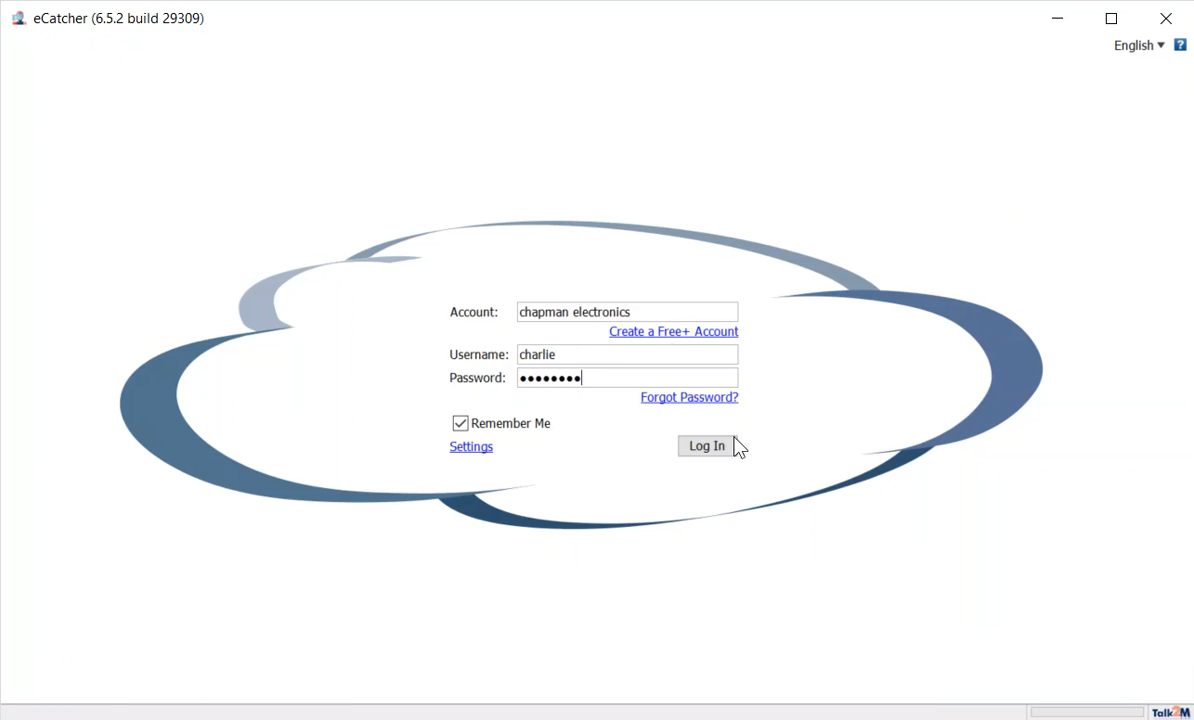 eCatcher (6.5.2 build 29309)
English
?
Account: chapman electronics
Create a Free+ Account
Username: charlie
Password: ••••••••
Forgot Password?
Remember Me
Settings
Log In
Talk2M